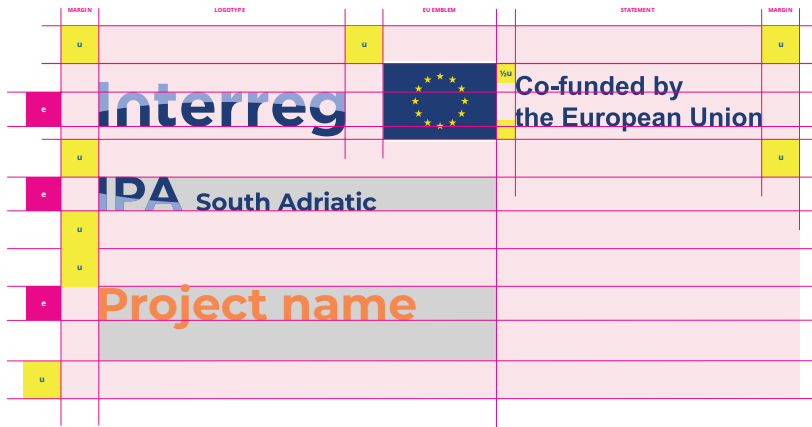 MARGIN LOGOTYPE EU EMBLEM STATEMENT MARGIN
u u u
½u
Interreg Co-funded by
e the European Union
u u
e IPA South Adriatic
u
u
e Project name
u